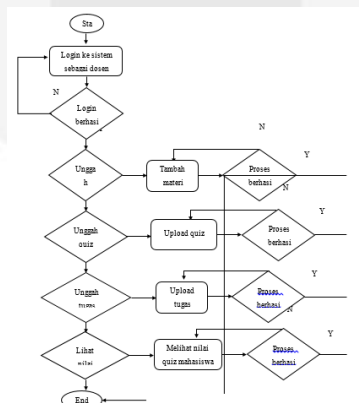 Sta
Login ke sistem
sebagai dosen
N
Login
berhasi
N
Ungga
h
Tambah
materi
Proses
berhasi
Y
N
Unggah
quiz
Upload quiz
Proses
berhasi
Y
Unggah
tugas
Upload
tugas
Proses
berhasi
Y
N
Lihat
nilai
Melihat nilai
quiz mahasiswa
Proses
berhasi
Y
End